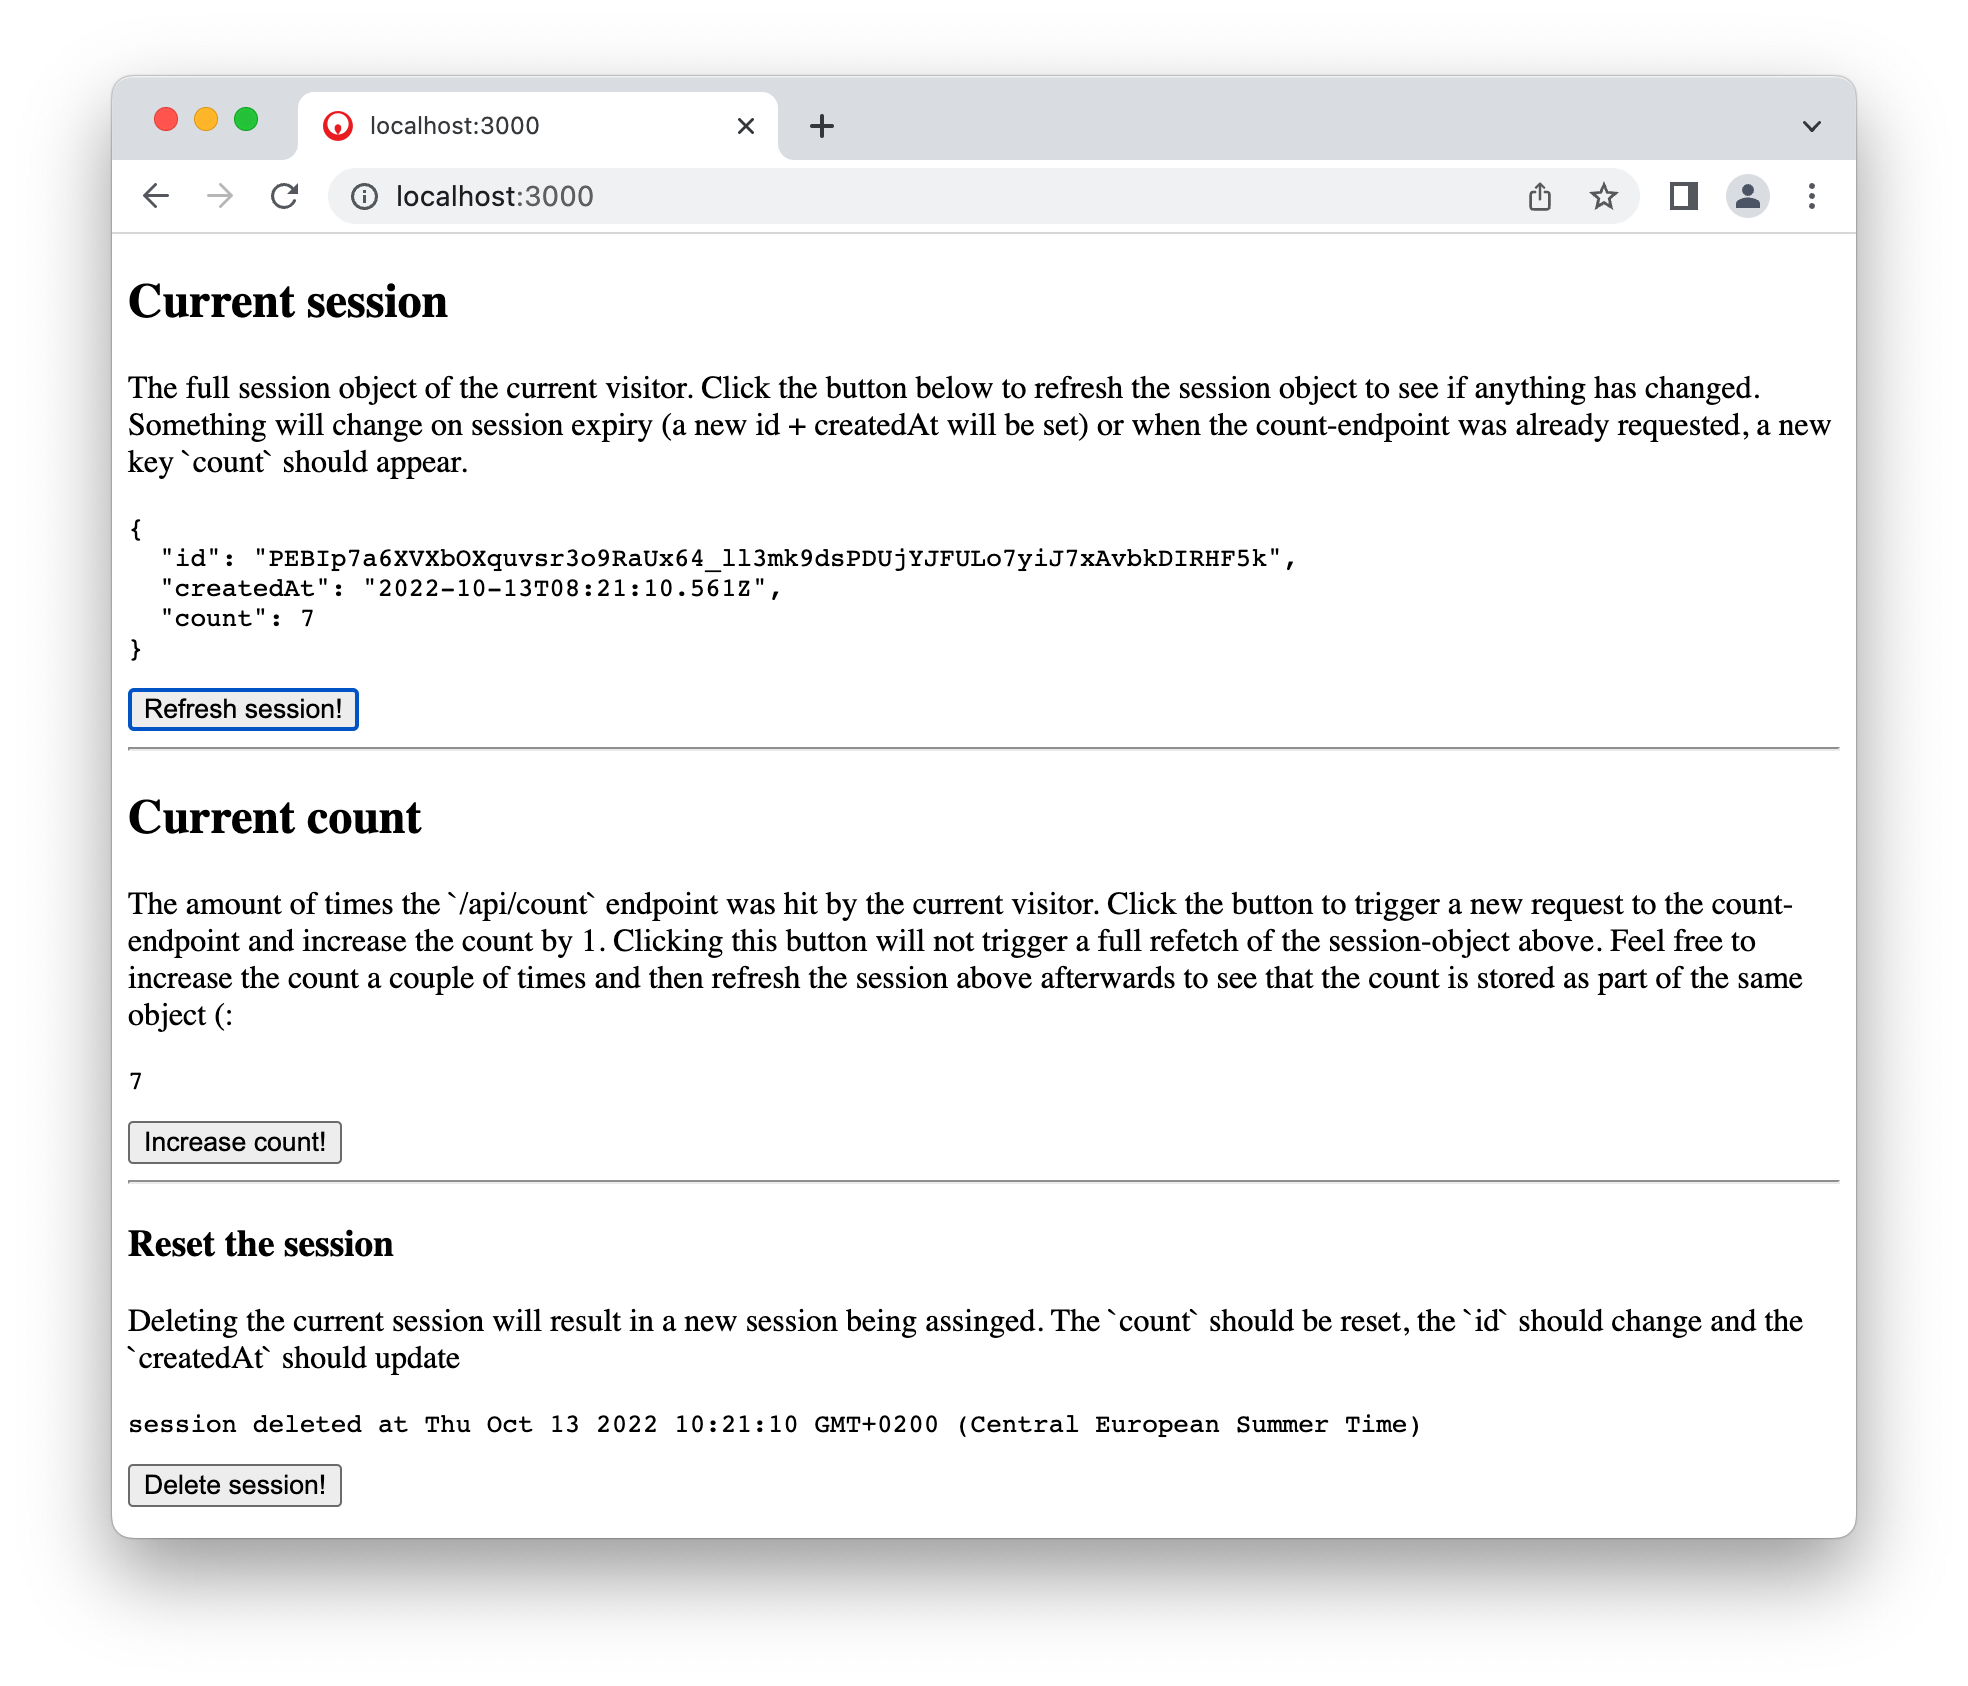 localhost:3000
localhost:3000
Current session
The full session object of the current visitor. Click the button below to refresh the session object to see if anything has changed.
Something will change on session expiry (a new id + createdAt will be set) or when the count-endpoint was already requested, a new
key `count` should appear.
{
  "id": "PEBIp7a6XVXbOXquvsr3o9RaUx64_ll3mk9dsPDUjYJFULo7yiJ7xAvbkDIRHF5k",
  "createdAt": "2022-10-13T08:21:10.561Z",
  "count": 7
}
Refresh session!
Current count
The amount of times the `/api/count` endpoint was hit by the current visitor. Click the button to trigger a new request to the count-
endpoint and increase the count by 1. Clicking this button will not trigger a full refetch of the session-object above. Feel free to
increase the count a couple of times and then refresh the session above afterwards to see that the count is stored as part of the same
object (:
7
Increase count!
Reset the session
Deleting the current session will result in a new session being assinged. The `count` should be reset, the `id` should change and the
`createdAt` should update
session deleted at Thu Oct 13 2022 10:21:10 GMT+0200 (Central European Summer Time)
Delete session!